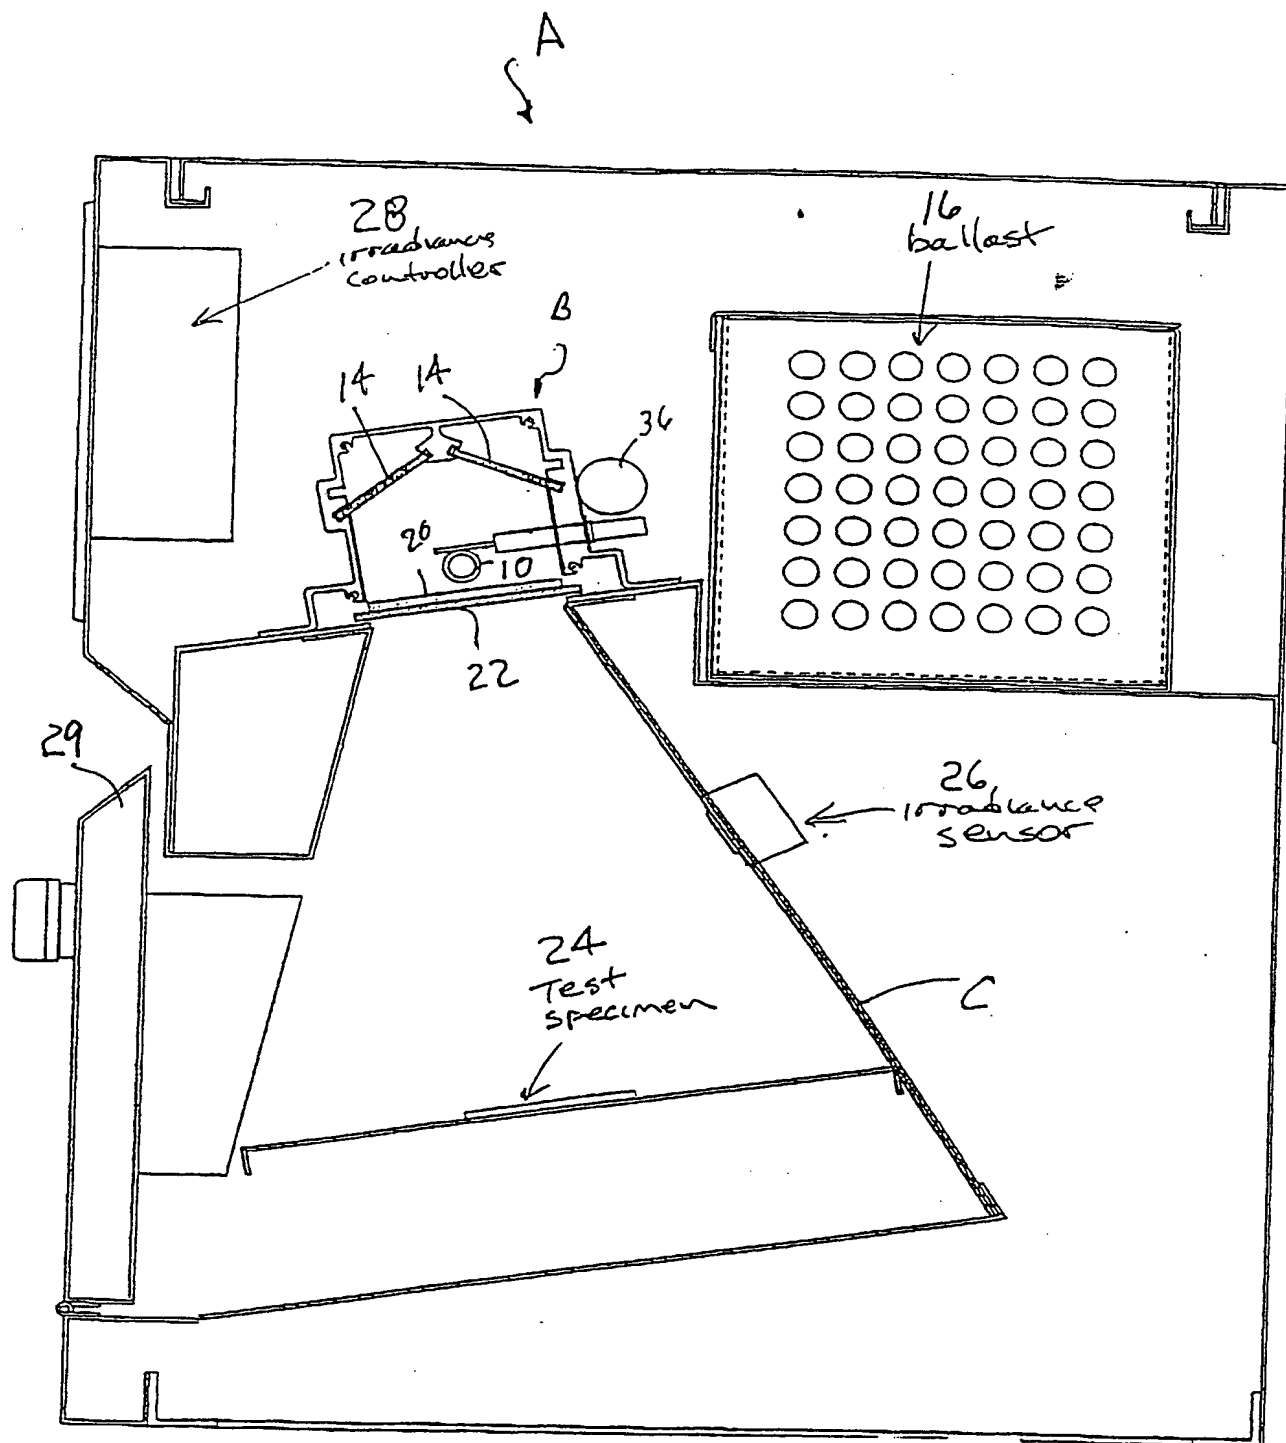 A
28
irradiance
controller
16
ballast
B
14 14
36
20
10
22
29
26
irradiance
sensor
24
Test
specimen
C